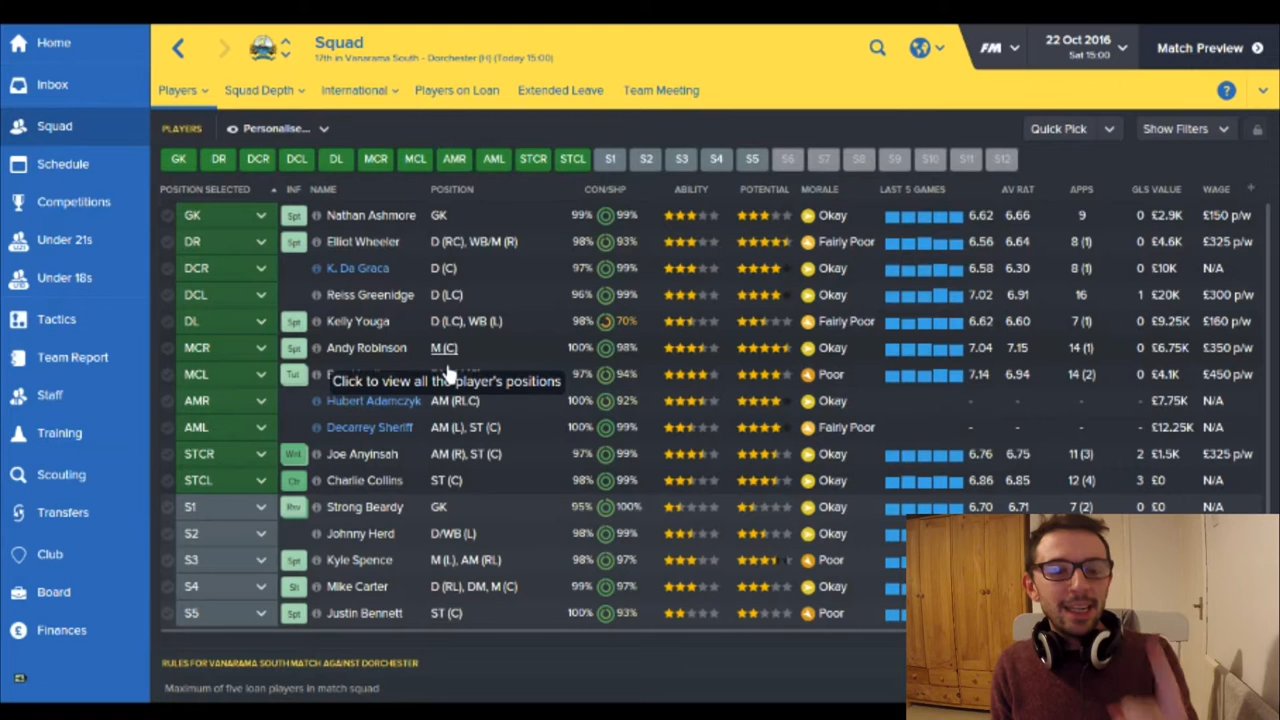 Home
Inbox
Squad
Schedule
Competitions
Under 21s
Under 18s
Tactics
Team Report
Staff
Training
Scouting
Transfers
Club
Board
Finances
Squad
17th in Vanarama South - Dorchester (H) (Today 15:00)
FM
22 Oct 2016
Sat 15:00
Match Preview
Players Squad Depth International Players on Loan Extended Leave Team Meeting
PLAYERS Personalise... Quick Pick Show Filters
GK DR DCR DCL DL MCR MCL AMR AML STCR STCL S1 S2 S3 S4 S5 S6 S7 S8 S9 S10 S11 S12
POSITION SELECTED INF NAME POSITION CON/SHP ABILITY POTENTIAL MORALE LAST 5 GAMES AV RAT APPS GLS VALUE WAGE
GK Spt Nathan Ashmore GK 99% 99% Okay 6.62 6.66 9 0 £2.9K £150 p/w
DR Spt Elliot Wheeler D (RC), WB/M (R) 98% 93% Fairly Poor 6.56 6.64 8 (1) 0 £4.6K £325 p/w
DCR K. Da Graca D (C) 97% 99% Okay 6.58 6.30 8 (1) 0 £10K N/A
DCL Reiss Greenidge D (LC) 96% 99% Okay 7.02 6.91 16 1 £20K £300 p/w
DL Spt Kelly Youga D (LC), WB (L) 98% 70% Fairly Poor 6.62 6.60 7 (1) 0 £9.25K £160 p/w
MCR Spt Andy Robinson M (C) 100% 98% Okay 7.04 7.15 14 (1) 0 £6.75K £350 p/w
MCL Tut 97% 94% Poor 7.14 6.94 14 (2) 0 £4.1K £450 p/w
Click to view all the player's positions
AMR Hubert Adamczyk AM (RLC) 100% 92% Okay - - - - £7.75K N/A
AML Decarrey Sheriff AM (L), ST (C) 100% 99% Fairly Poor - - - - £12.25K N/A
STCR Wnt Joe Anyinsah AM (R), ST (C) 97% 99% Okay 6.76 6.75 11 (3) 2 £1.5K £325 p/w
STCL Ctr Charlie Collins ST (C) 98% 99% Okay 6.86 6.85 12 (4) 3 £0 N/A
S1 Rsv Strong Beardy GK 95% 100% Okay 6.70 6.71 7 (2) 0 £0 N/A
S2 Johnny Herd D/WB (L) 98% 99% Okay
S3 Spt Kyle Spence M (L), AM (RL) 98% 97% Poor
S4 Slt Mike Carter D (RL), DM, M (C) 99% 97% Okay
S5 Spt Justin Bennett ST (C) 100% 93% Poor
RULES FOR VANARAMA SOUTH MATCH AGAINST DORCHESTER
Maximum of five loan players in match squad